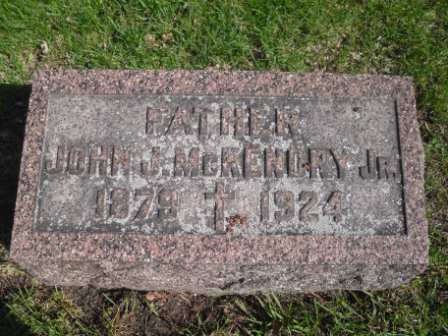 FATHER
JOHN J. McKENDRY JR.
1879 ✝ 1924